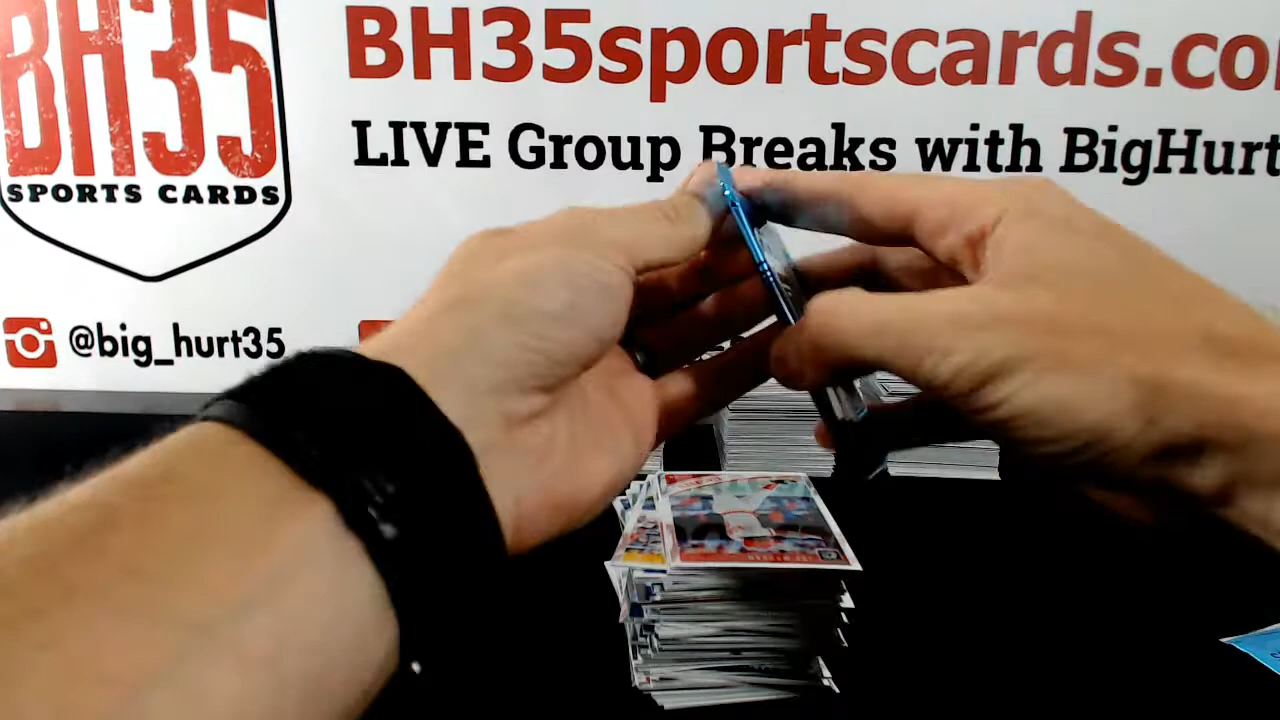 BH35
SPORTS CARDS
BH35sportscards.co
LIVE Group Breaks with BigHurt
@big_hurt35